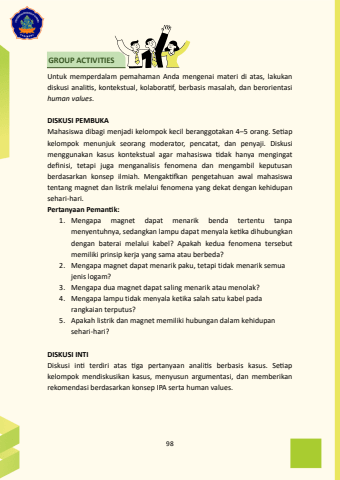 GROUP ACTIVITIES
Untuk memperdalam pemahaman Anda mengenai materi di atas, lakukan
diskusi analitis, kontekstual, kolaboratif, berbasis masalah, dan berorientasi
human values.
DISKUSI PEMBUKA
Mahasiswa dibagi menjadi kelompok kecil beranggotakan 4–5 orang. Setiap
kelompok menunjuk seorang moderator, pencatat, dan penyaji. Diskusi
menggunakan kasus kontekstual agar mahasiswa tidak hanya mengingat
definisi, tetapi juga menganalisis fenomena dan mengambil keputusan
berdasarkan konsep ilmiah. Mengaktifkan pengetahuan awal mahasiswa
tentang magnet dan listrik melalui fenomena yang dekat dengan kehidupan
sehari-hari.
Pertanyaan Pemantik:
1. Mengapa magnet dapat menarik benda tertentu tanpa
menyentuhnya, sedangkan lampu dapat menyala ketika dihubungkan
dengan baterai melalui kabel? Apakah kedua fenomena tersebut
memiliki prinsip kerja yang sama atau berbeda?
2. Mengapa magnet dapat menarik paku, tetapi tidak menarik semua
jenis logam?
3. Mengapa dua magnet dapat saling menarik atau menolak?
4. Mengapa lampu tidak menyala ketika salah satu kabel pada
rangkaian terputus?
5. Apakah listrik dan magnet memiliki hubungan dalam kehidupan
sehari-hari?
DISKUSI INTI
Diskusi inti terdiri atas tiga pertanyaan analitis berbasis kasus. Setiap
kelompok mendiskusikan kasus, menyusun argumentasi, dan memberikan
rekomendasi berdasarkan konsep IPA serta human values.
98